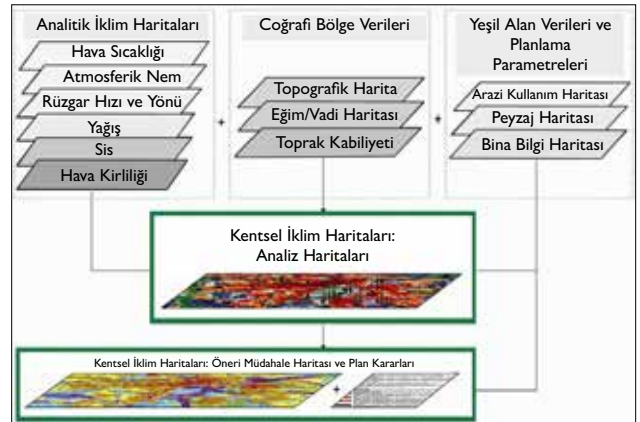 Analitik İklim Haritaları
Hava Sıcaklığı
Atmosferik Nem
Rüzgar Hızı ve Yönü
Yağış
Sis
Hava Kirliliği
+
Coğrafi Bölge Verileri
Topografik Harita
Eğim/Vadi Haritası
Toprak Kabiliyeti
+
Yeşil Alan Verileri ve
Planlama
Parametreleri
Arazi Kullanım Haritası
Peyzaj Haritası
Bina Bilgi Haritası
Kentsel İklim Haritaları:
Analiz Haritaları
Kentsel İklim Haritaları: Öneri Müdahale Haritası ve Plan Kararları
+